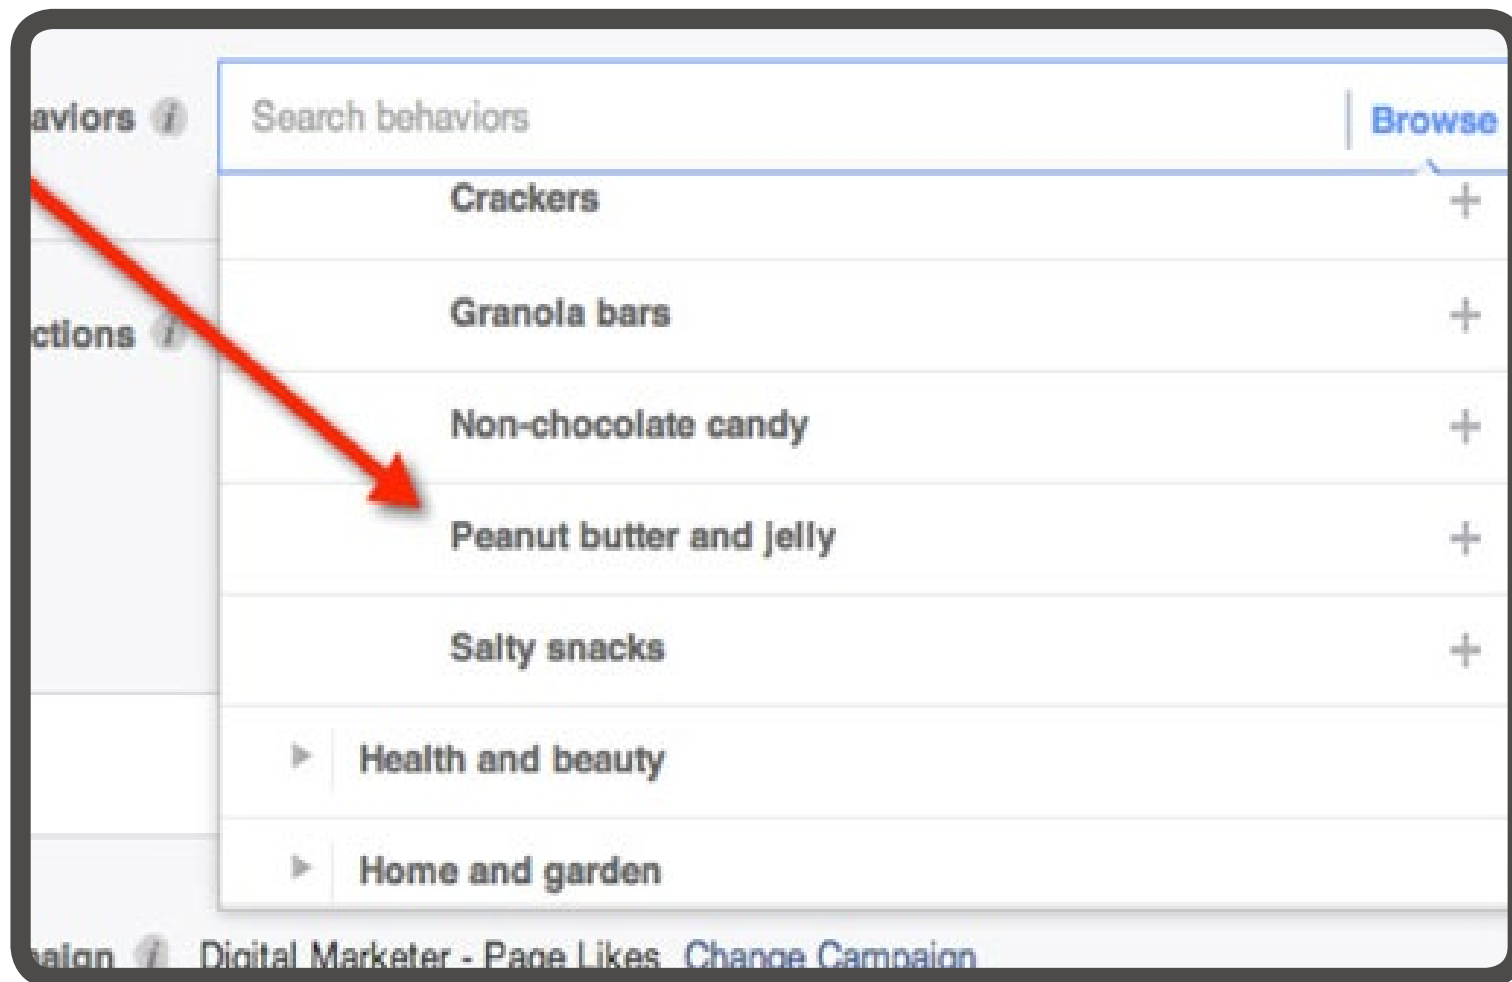 aviors i Search behaviors Browse
Crackers +
Granola bars +
ctions i
Non-chocolate candy +
Peanut butter and jelly +
Salty snacks +
Health and beauty
Home and garden
paign i Digital Marketer - Page Likes Change Campaign